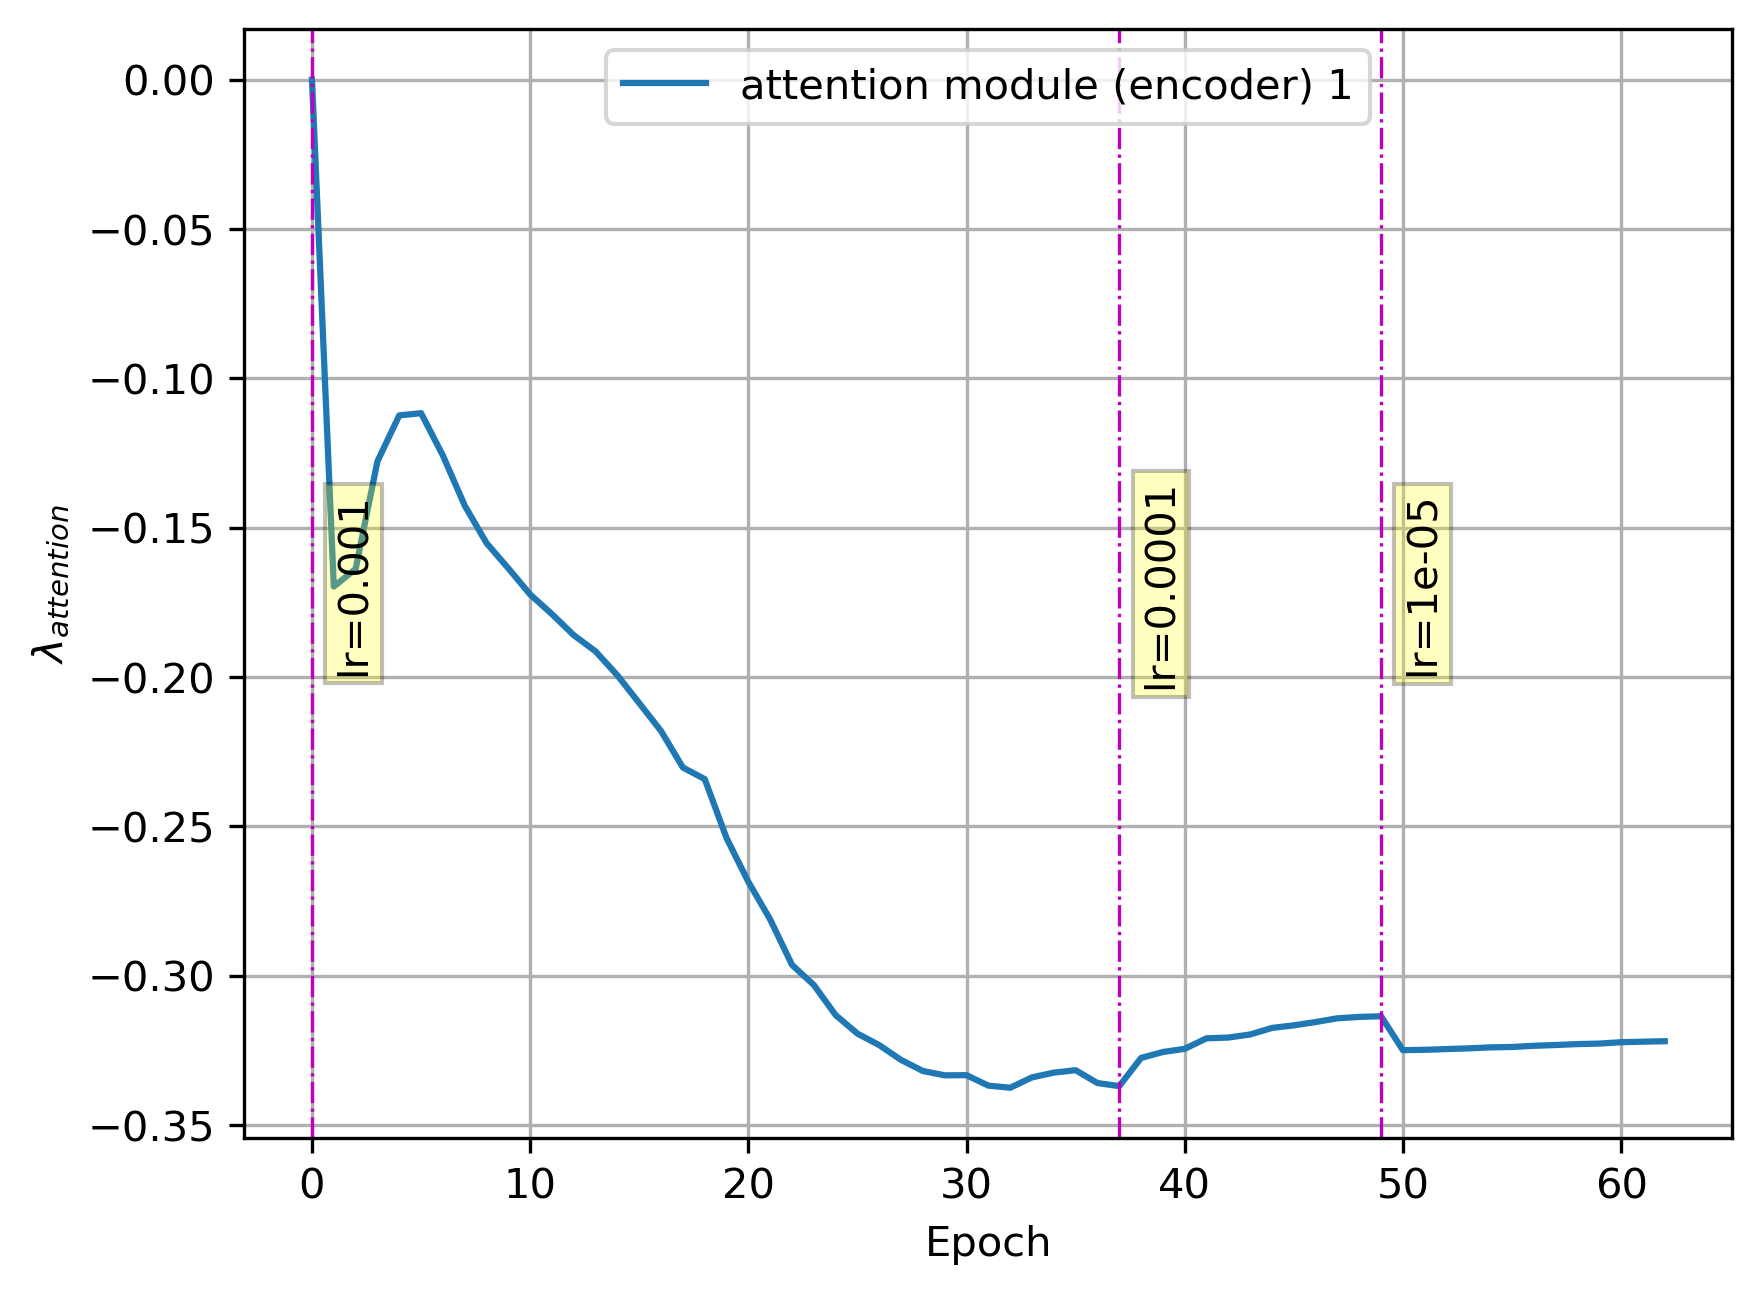 attention module (encoder) 1
0.00
−0.05
−0.10
−0.15
−0.20
−0.25
−0.30
−0.35
λattention
lr=0.001
lr=0.0001
lr=1e-05
0 10 20 30 40 50 60
Epoch